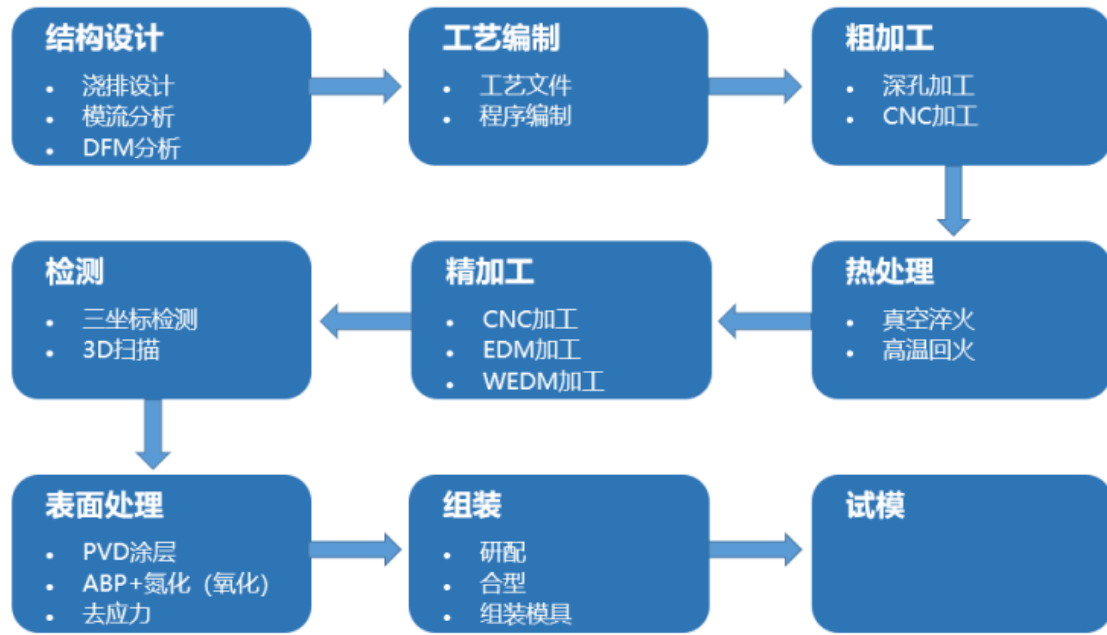 结构设计
• 浇排设计
• 模流分析
• DFM分析
工艺编制
• 工艺文件
• 程序编制
粗加工
• 深孔加工
• CNC加工
热处理
• 真空淬火
• 高温回火
精加工
• CNC加工
• EDM加工
• WEDM加工
检测
• 三坐标检测
• 3D扫描
表面处理
• PVD涂层
• ABP+氮化（氧化）
• 去应力
组装
• 研配
• 合型
• 组装模具
试模